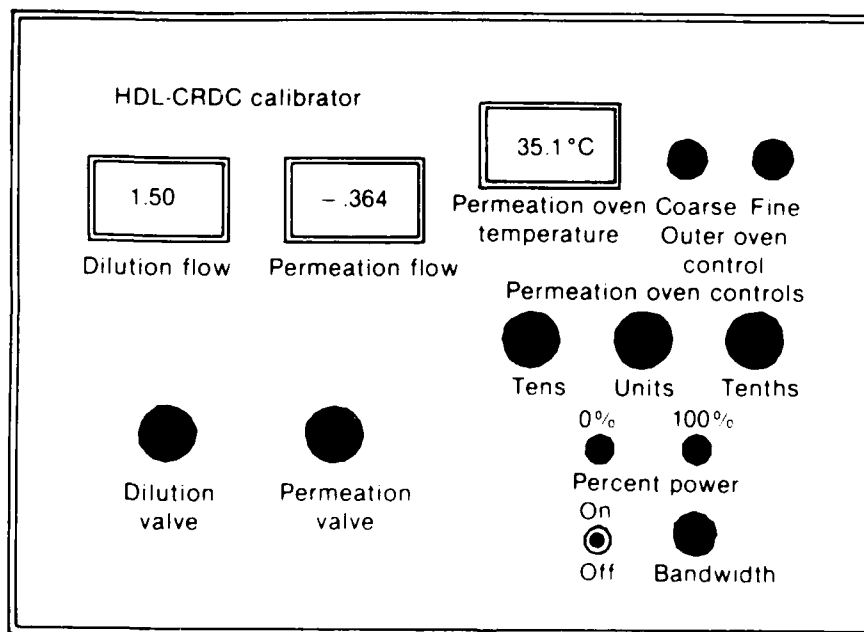 HDL-CRDC calibrator
1.50
- .364
35.1°C
Dilution flow
Permeation flow
Permeation oven
temperature
Coarse Fine
Outer oven
control
Permeation oven controls
Tens Units Tenths
0% 100%
Percent power
Dilution
valve
Permeation
valve
On
Off
Bandwidth